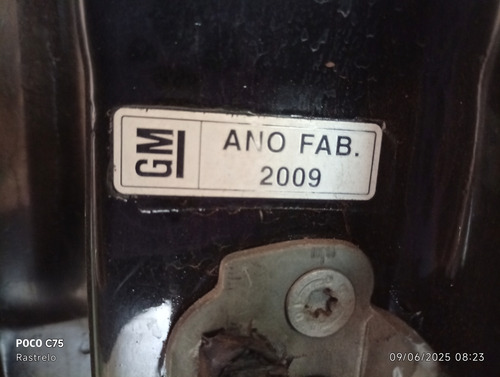 GM
ANO FAB.
2009
POCO C75
Rastrelo
09/06/2025 08:23